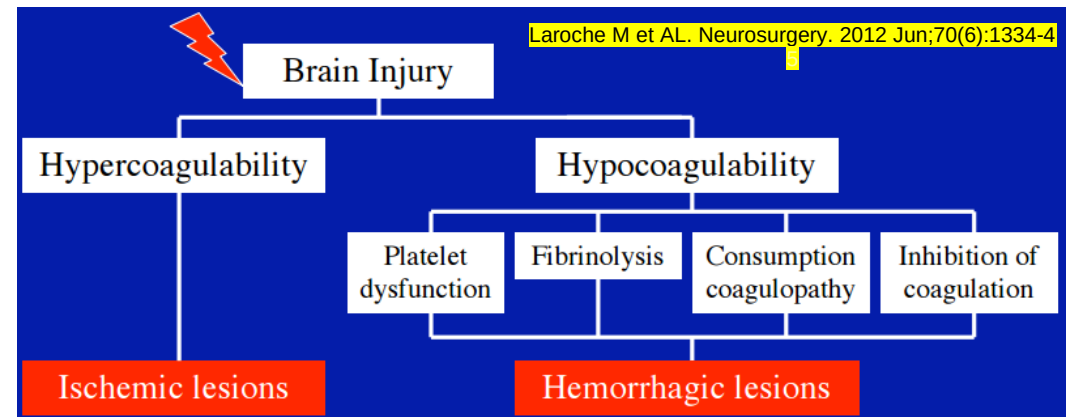 Laroche M et AL. Neurosurgery. 2012 Jun;70(6):1334-4
5
Brain Injury
Hypercoagulability
Hypocoagulability
Platelet
dysfunction
Fibrinolysis
Consumption
coagulopathy
Inhibition of
coagulation
Ischemic lesions
Hemorrhagic lesions